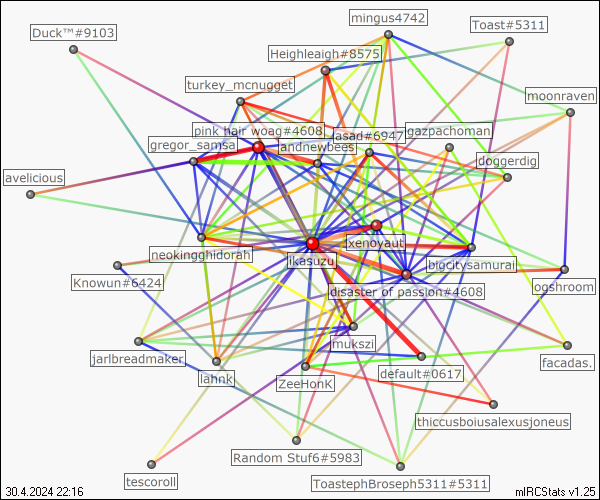 mingus4742
Toast#5311
Duck™#9103
Heighleaigh#8575
turkey_mcnugget
moonraven
pink hair woag#4608
asad#6947
gazpachoman
gregor_samsa
andnewbees
doggerdig
avelicious
xenoyaut
neokingghidorah
ikasuzu
bigcitysamurai
Knowun#6424
disaster of passion#4608
ogshroom
mukszi
jarlbreadmaker
facadas.
lahnk
ZeeHonK
default#0617
thiccusboiusalexusjoneus
Random Stuf6#5983
tescoroll
ToastephBroseph5311#5311
30.4.2024 22:16
mIRCStats v1.25